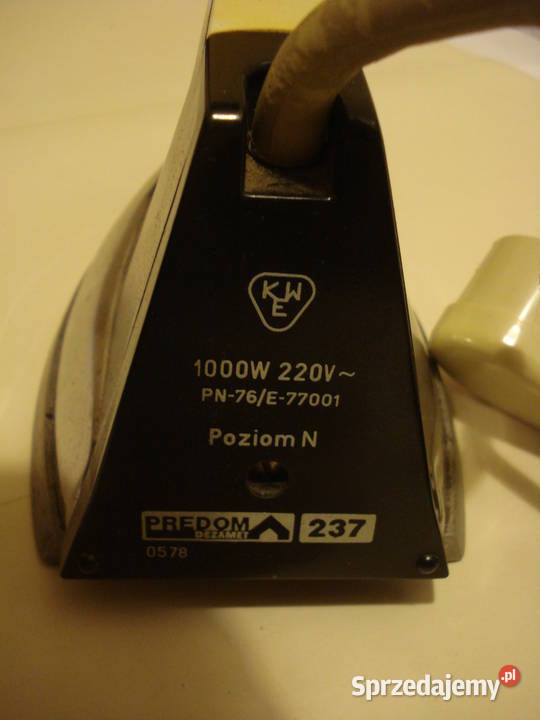 KWE
1000W 220V~
PN-76/E-77001
Poziom N
PREDOM 237
DEZAMET
0578
Sprzedajemy.pl